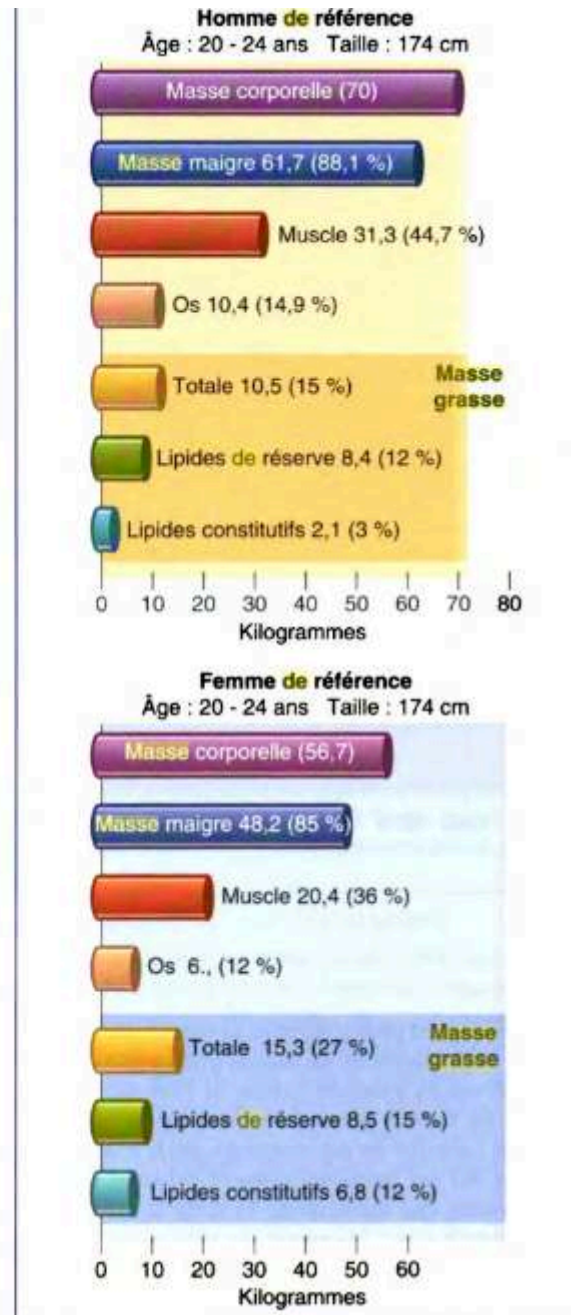 Homme de référence
Âge : 20 - 24 ans Taille : 174 cm
Masse corporelle (70)
Masse maigre 61,7 (88,1 %)
Muscle 31,3 (44,7 %)
Os 10,4 (14,9 %)
Totale 10,5 (15 %)
Masse
grasse
Lipides de réserve 8,4 (12 %)
Lipides constitutifs 2,1 (3 %)
0 10 20 30 40 50 60 70 80
Kilogrammes
Femme de référence
Âge : 20 - 24 ans Taille : 174 cm
Masse corporelle (56,7)
Masse maigre 48,2 (85 %)
Muscle 20,4 (36 %)
Os 6., (12 %)
Totale 15,3 (27 %)
Masse
grasse
Lipides de réserve 8,5 (15 %)
Lipides constitutifs 6,8 (12 %)
0 10 20 30 40 50 60
Kilogrammes